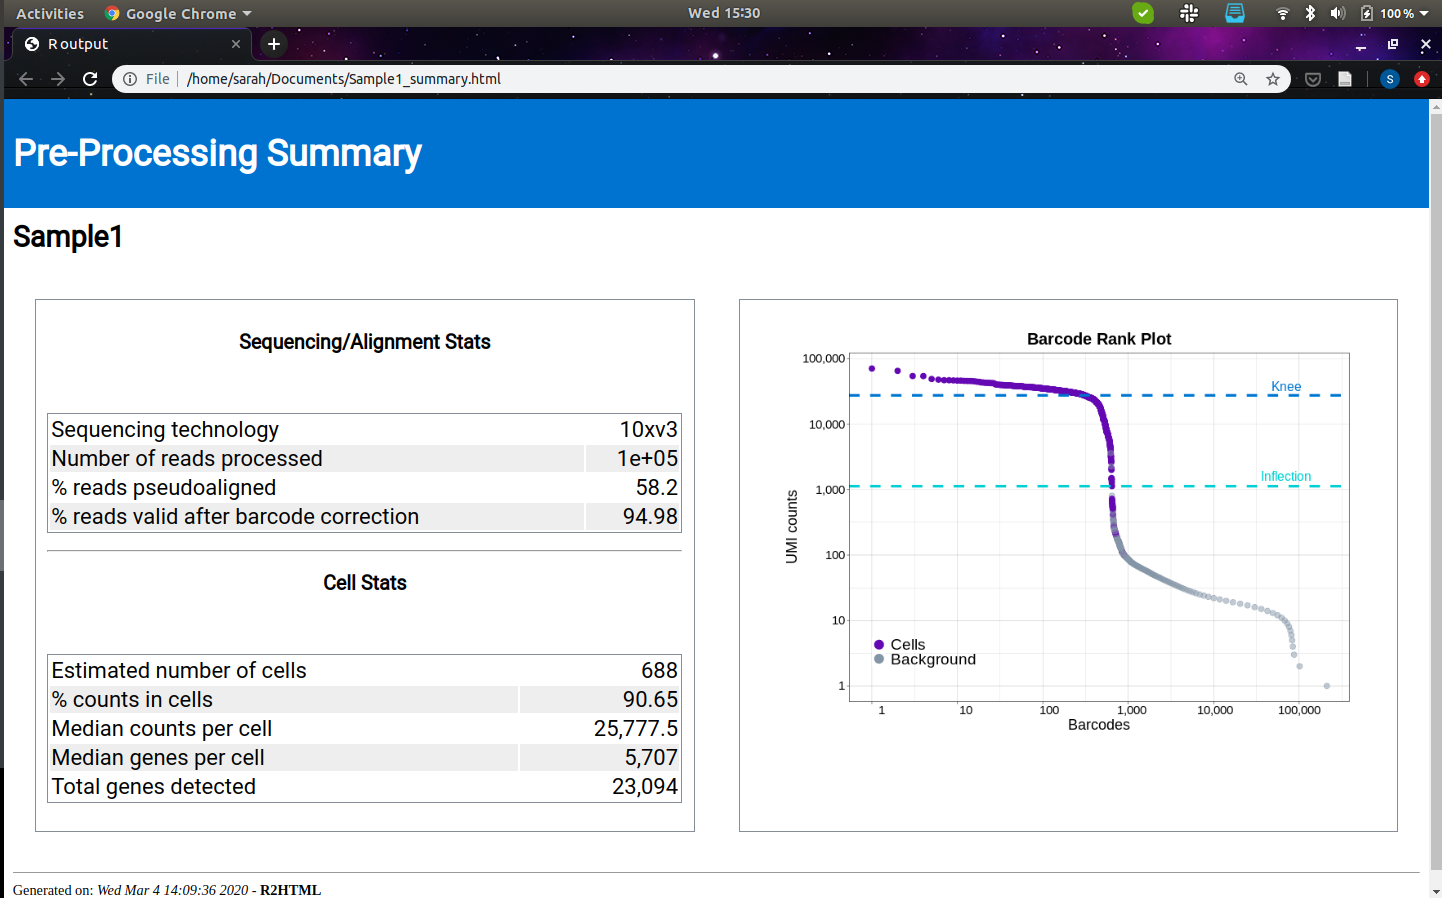 Activities Google Chrome Wed 15:30 100 %
R output
File /home/sarah/Documents/Sample1_summary.html S
Pre-Processing Summary
Sample1
Sequencing/Alignment Stats
Sequencing technology 10xv3
Number of reads processed 1e+05
% reads pseudoaligned 58.2
% reads valid after barcode correction 94.98
Cell Stats
Estimated number of cells 688
% counts in cells 90.65
Median counts per cell 25,777.5
Median genes per cell 5,707
Total genes detected 23,094
Barcode Rank Plot
100,000
Knee
10,000
Inflection
1,000
UMI counts
100
10
Cells
Background
1
1 10 100 1,000 10,000 100,000
Barcodes
Generated on: Wed Mar 4 14:09:36 2020 - R2HTML